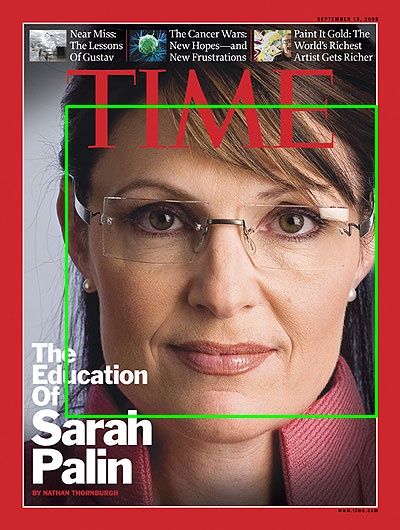 SEPTEMBER 15, 2008
Near Miss:
The Lessons
Of Gustav
The Cancer Wars:
New Hopes—and
New Frustrations
Paint It Gold: The
World's Richest
Artist Gets Richer
TIME
The
Education
Of
Sarah
Palin
BY NATHAN THORNBURGH
www.time.com